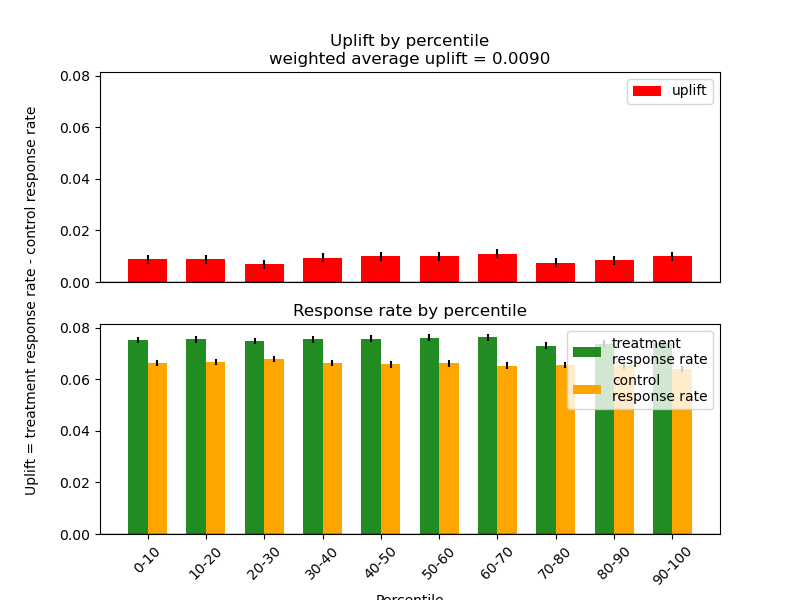 Uplift by percentile
weighted average uplift = 0.0090
0.08
0.06
0.04
0.02
0.00
uplift
Uplift = treatment response rate - control response rate
Response rate by percentile
0.08
0.06
0.04
0.02
0.00
treatment
response rate
control
response rate
0-10
10-20
20-30
30-40
40-50
50-60
60-70
70-80
80-90
90-100
Percentile